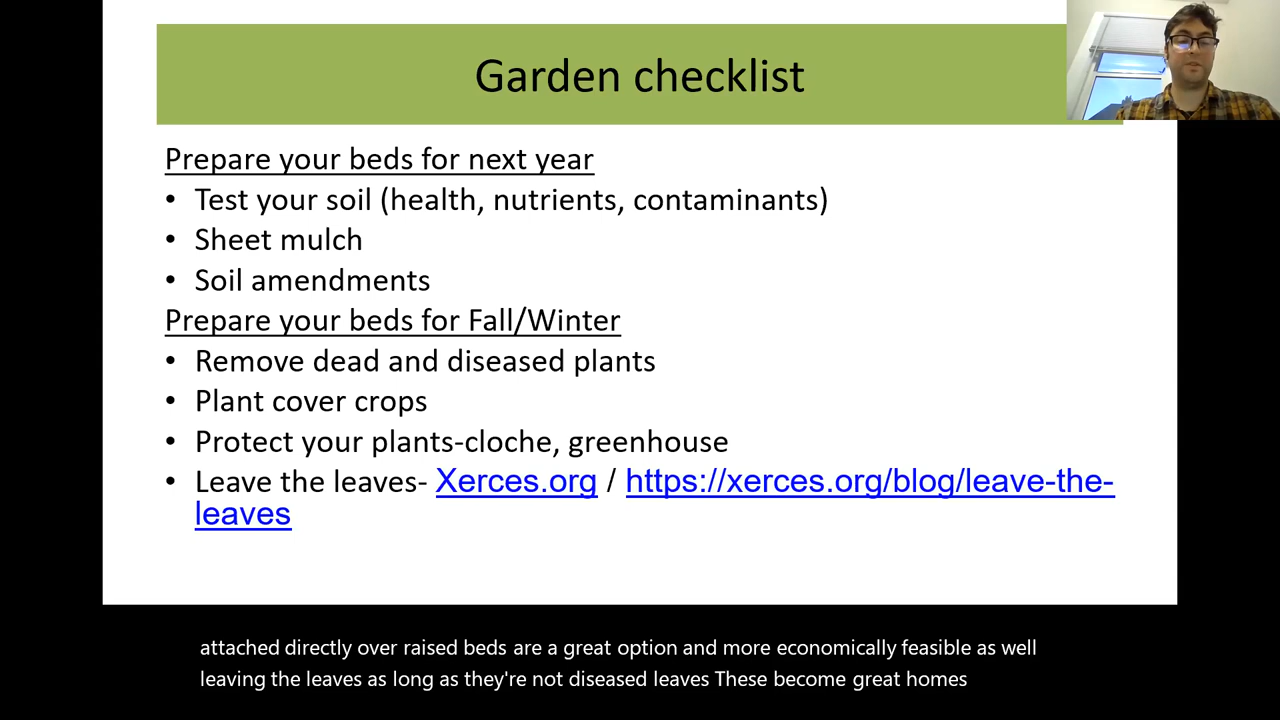 Garden checklist
Prepare your beds for next year
• Test your soil (health, nutrients, contaminants)
• Sheet mulch
• Soil amendments
Prepare your beds for Fall/Winter
• Remove dead and diseased plants
• Plant cover crops
• Protect your plants-cloche, greenhouse
• Leave the leaves- Xerces.org / https://xerces.org/blog/leave-the-
leaves
attached directly over raised beds are a great option and more economically feasible as well
leaving the leaves as long as they're not diseased leaves These become great homes